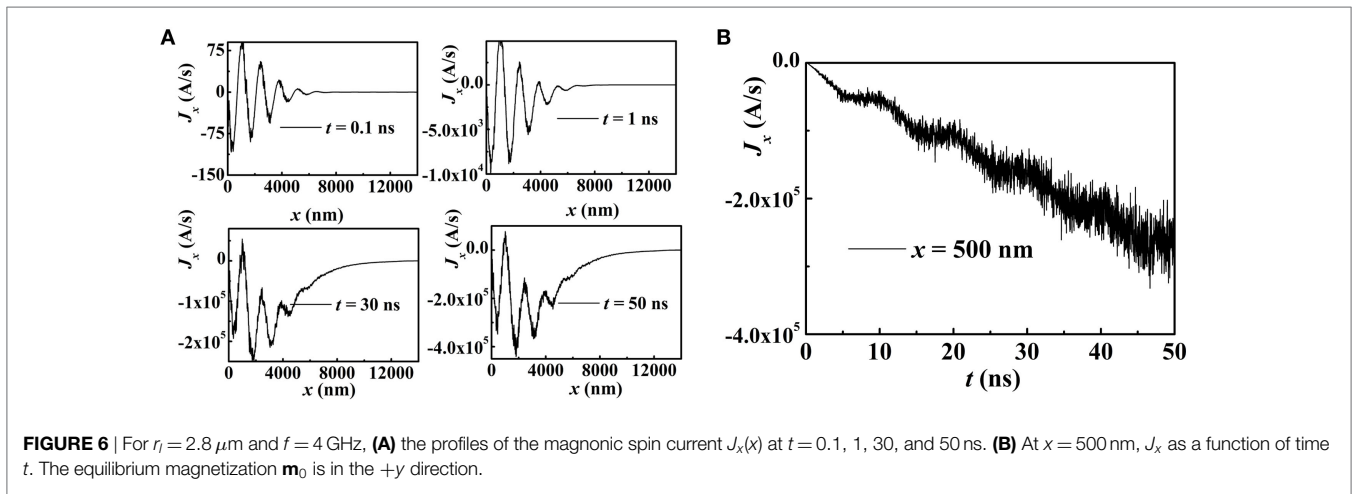 A
B
75
0
-75
-150
J_x (A/s)
t = 0.1 ns
0 4000 8000 12000
x (nm)
0.0
-5.0x10^3
-1.0x10^4
J_x (A/s)
t = 1 ns
0 4000 8000 12000
x (nm)
0
-1x10^5
-2x10^5
J_x (A/s)
t = 30 ns
0 4000 8000 12000
x (nm)
0.0
-2.0x10^5
-4.0x10^5
J_x (A/s)
t = 50 ns
0 4000 8000 12000
x (nm)
0.0
-2.0x10^5
-4.0x10^5
J_x (A/s)
x = 500 nm
0 10 20 30 40 50
t (ns)
FIGURE 6 | For r_l = 2.8 μm and f = 4 GHz, (A) the profiles of the magnonic spin current J_x(x) at t = 0.1, 1, 30, and 50 ns. (B) At x = 500 nm, J_x as a function of time
t. The equilibrium magnetization m_0 is in the +y direction.